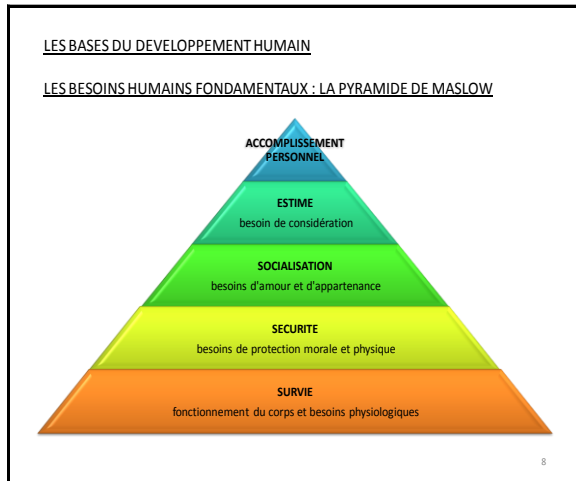 LES BASES DU DEVELOPPEMENT HUMAIN
LES BESOINS HUMAINS FONDAMENTAUX : LA PYRAMIDE DE MASLOW
ACCOMPLISSEMENT
PERSONNEL
ESTIME
besoin de considération
SOCIALISATION
besoins d'amour et d'appartenance
SECURITE
besoins de protection morale et physique
SURVIE
fonctionnement du corps et besoins physiologiques
8